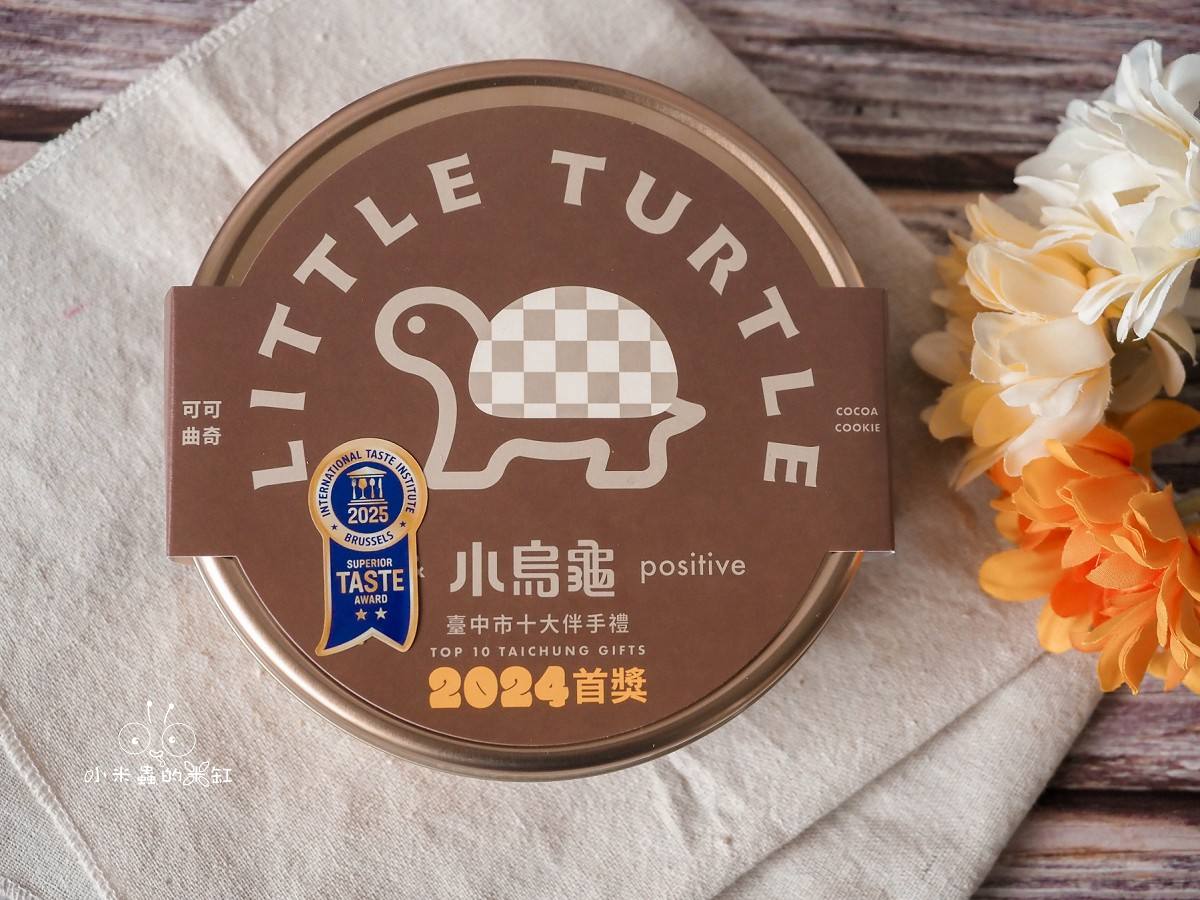 LITTLE TURTLE
可可
曲奇
COCOA
COOKIE
INTERNATIONAL TASTE INSTITUTE
2025
BRUSSELS
SUPERIOR
TASTE
AWARD
小烏龜 positive
臺中市十大伴手禮
TOP 10 TAICHUNG GIFTS
2024首獎
小米蟲的米缸